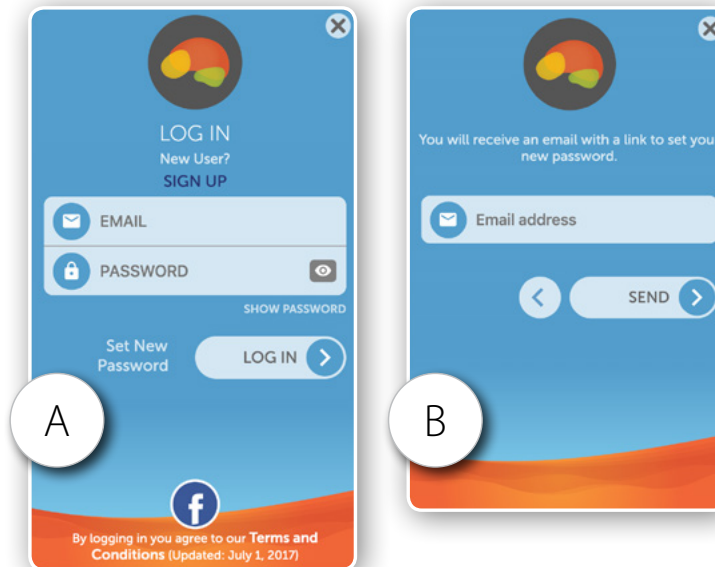 LOG IN
New User?
SIGN UP
EMAIL
PASSWORD
SHOW PASSWORD
Set New
Password
LOG IN
A
f
By logging in you agree to our Terms and
Conditions (Updated: July 1, 2017)
You will receive an email with a link to set you
new password.
Email address
SEND
B